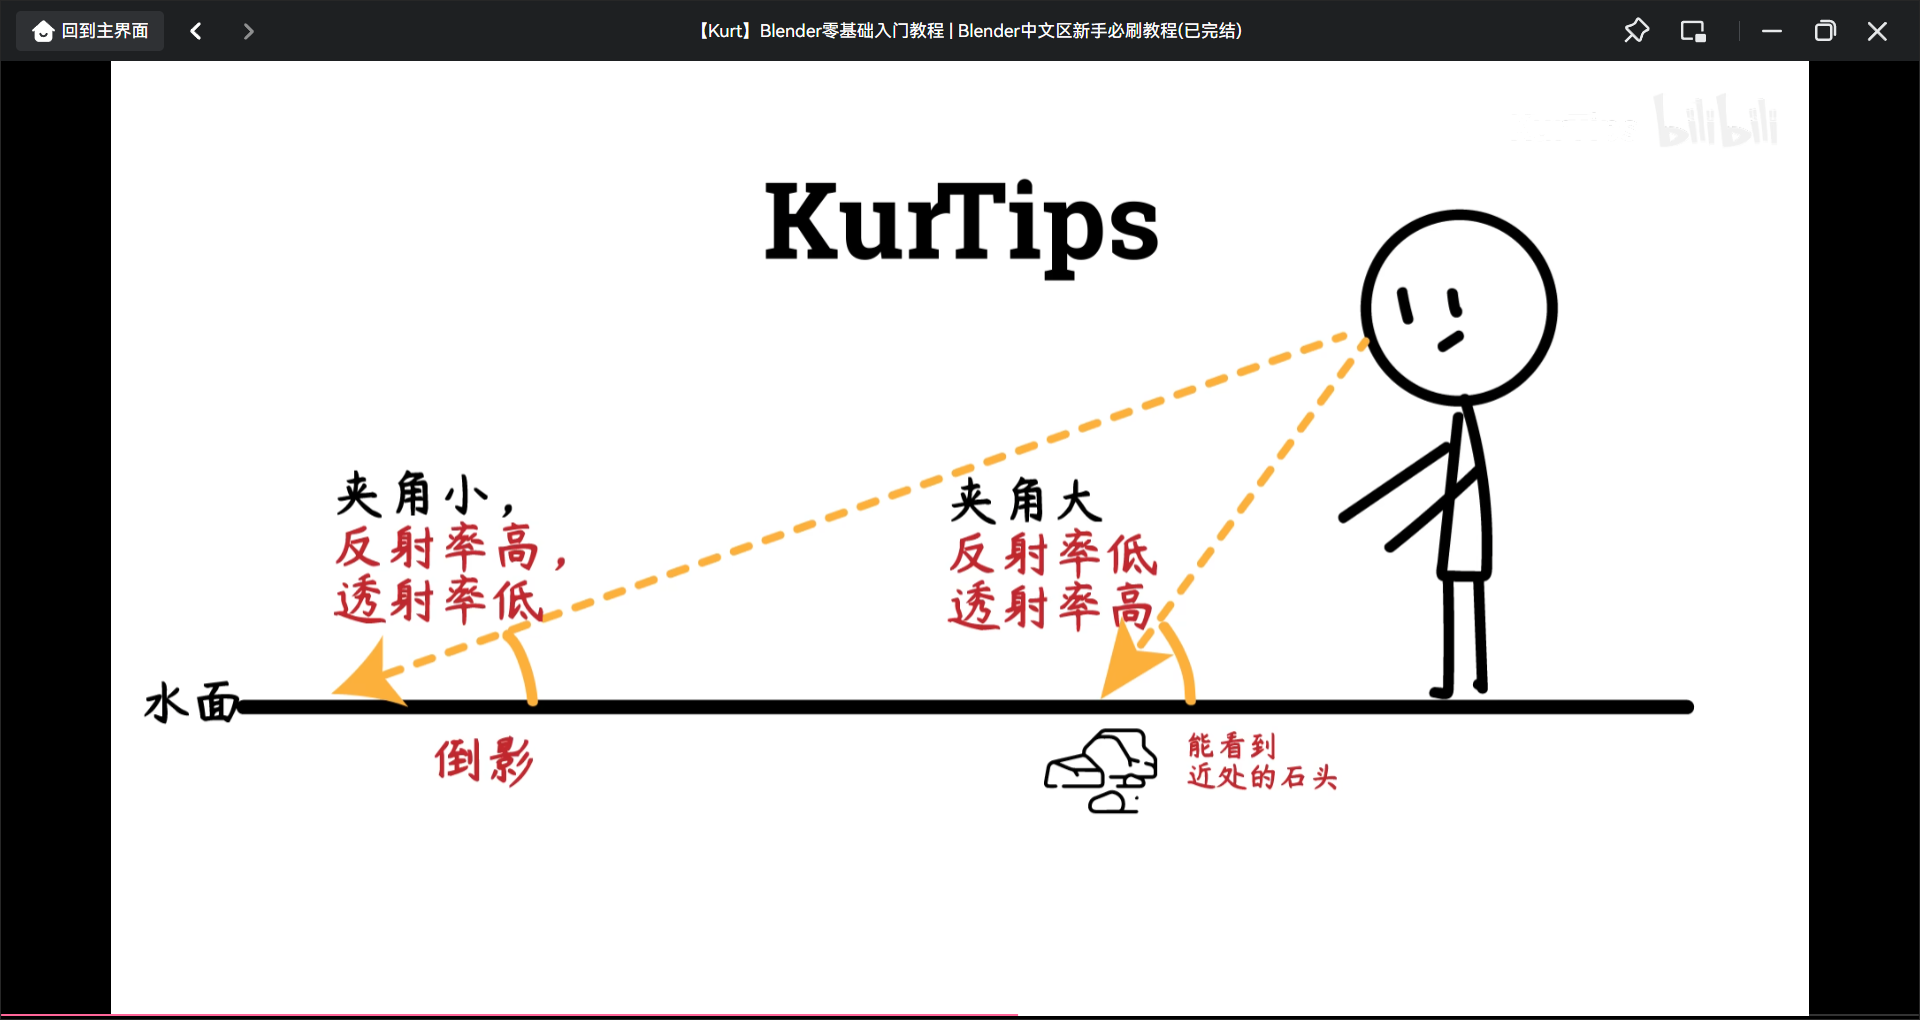 回到主界面
【Kurt】Blender零基础入门教程 | Blender中文区新手必刷教程(已完结)
bilibili
KurTips
夹角小，
反射率高，
透射率低
夹角大
反射率低
透射率高
水面
倒影
能看到
近处的石头